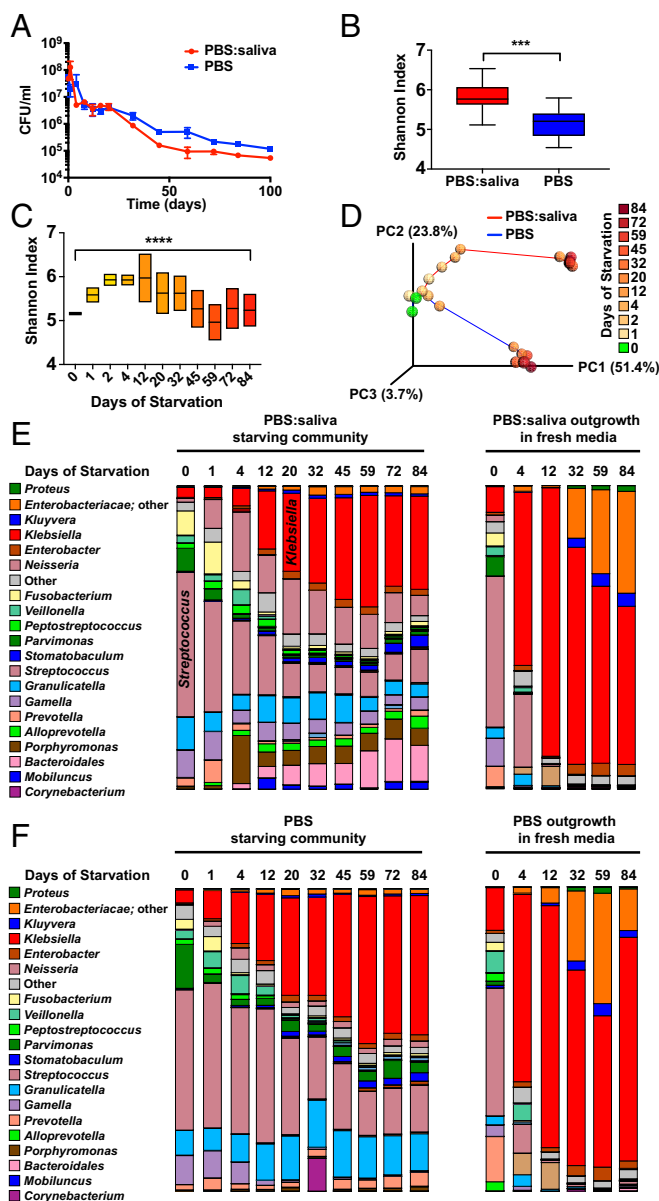 A
PBS:saliva
PBS
CFU/ml
10⁹
10⁸
10⁷
10⁶
10⁵
10⁴
0 50 100
Time (days)
B
***
Shannon Index
7
6
5
4
PBS:saliva PBS
C
****
Shannon Index
6
5
4
0 1 2 4 12 20 32 45 59 72 84
Days of Starvation
D
PBS:saliva
PBS
PC2 (23.8%)
PC1 (51.4%)
PC3 (3.7%)
Days of Starvation
84
72
59
45
32
20
12
4
2
1
0
E
PBS:saliva
starving community
PBS:saliva outgrowth
in fresh media
Days of Starvation 0 1 4 12 20 32 45 59 72 84 0 4 12 32 59 84
Proteus
Enterobacteriacae; other
Kluyvera
Klebsiella
Enterobacter
Neisseria
Other
Fusobacterium
Veillonella
Peptostreptococcus
Parvimonas
Stomatobaculum
Streptococcus
Granulicatella
Gamella
Prevotella
Alloprevotella
Porphyromonas
Bacteroidales
Mobiluncus
Corynebacterium
Streptococcus
Klebsiella
F
PBS
starving community
PBS outgrowth
in fresh media
Days of Starvation 0 1 4 12 20 32 45 59 72 84 0 4 12 32 59 84
Proteus
Enterobacteriacae; other
Kluyvera
Klebsiella
Enterobacter
Neisseria
Other
Fusobacterium
Veillonella
Peptostreptococcus
Parvimonas
Stomatobaculum
Streptococcus
Granulicatella
Gamella
Prevotella
Alloprevotella
Porphyromonas
Bacteroidales
Mobiluncus
Corynebacterium